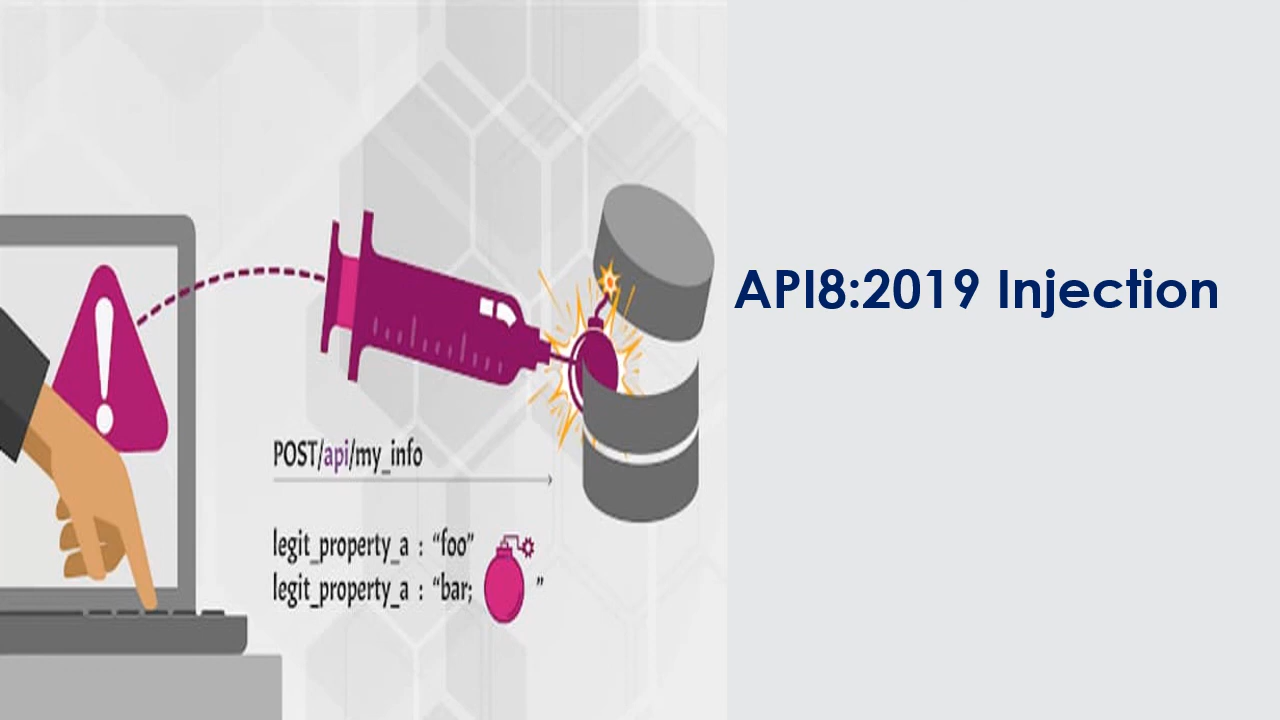 API8:2019 Injection
POST/api/my_info
legit_property_a : “foo”
legit_property_a : “bar; ”